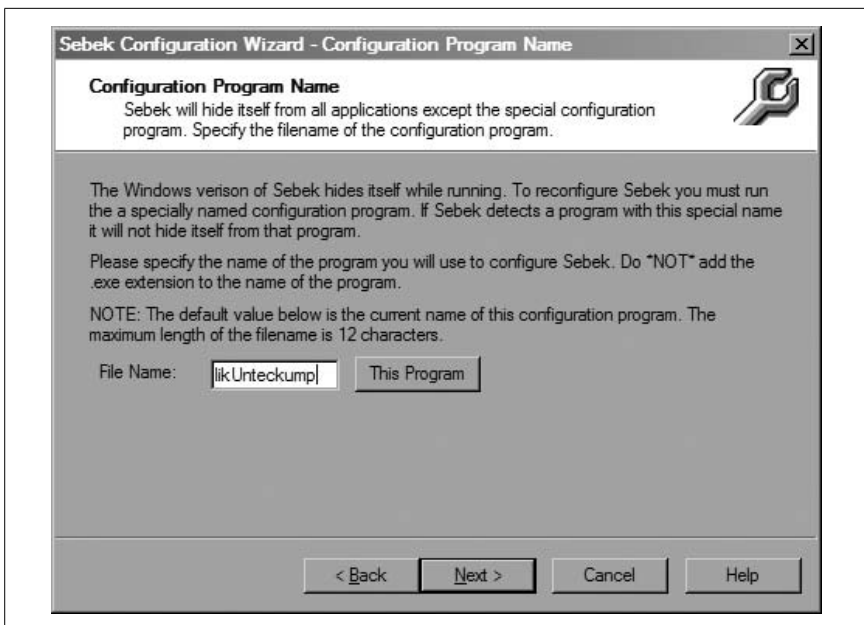 Sebek Configuration Wizard - Configuration Program Name
Configuration Program Name
Sebek will hide itself from all applications except the special configuration
program. Specify the filename of the configuration program.
The Windows verison of Sebek hides itself while running. To reconfigure Sebek you must run
the a specially named configuration program. If Sebek detects a program with this special name
it will not hide itself from that program.
Please specify the name of the program you will use to configure Sebek. Do *NOT* add the
.exe extension to the name of the program.
NOTE: The default value below is the current name of this configuration program. The
maximum length of the filename is 12 characters.
File Name: likUnteckump This Program
< Back Next > Cancel Help